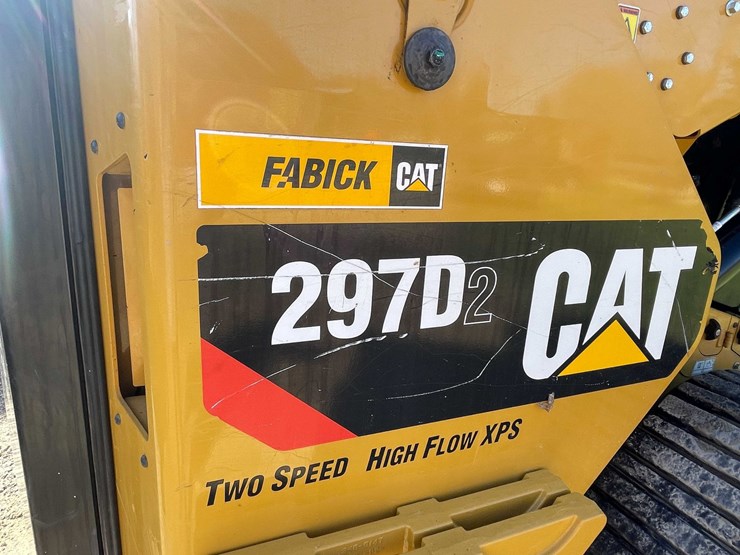 FABICK CAT
297D2 CAT
TWO SPEED HIGH FLOW XPS